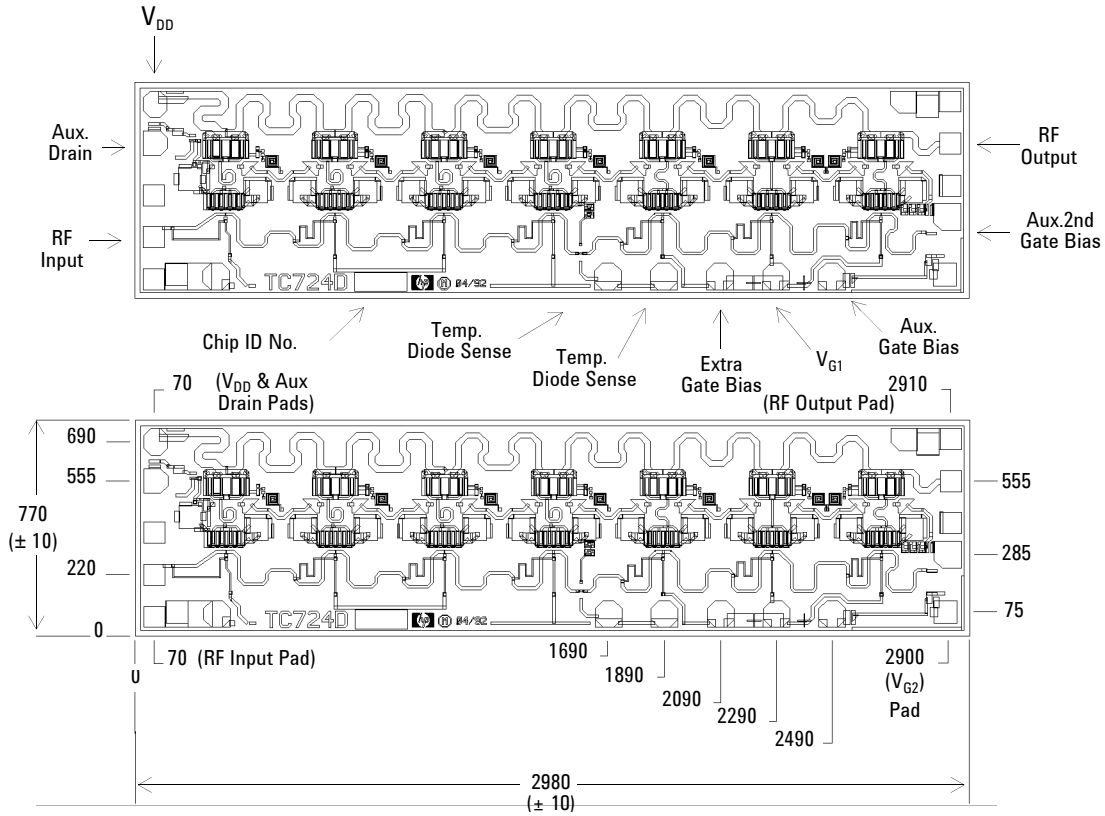 V_DD
Aux.
Drain
RF
Input
RF
Output
Aux.2nd
Gate Bias
TC724D
hp
M
04/92
Chip ID No.
Temp.
Diode Sense
Temp.
Diode Sense
Extra
Gate Bias
V_G1
Aux.
Gate Bias
70
(V_DD & Aux
Drain Pads)
2910
(RF Output Pad)
690
555
770
(± 10)
220
0
555
285
75
TC724D
hp
M
04/92
70 (RF Input Pad)
U
1690
1890
2090
2290
2490
2900
(V_G2)
Pad
2980
(± 10)